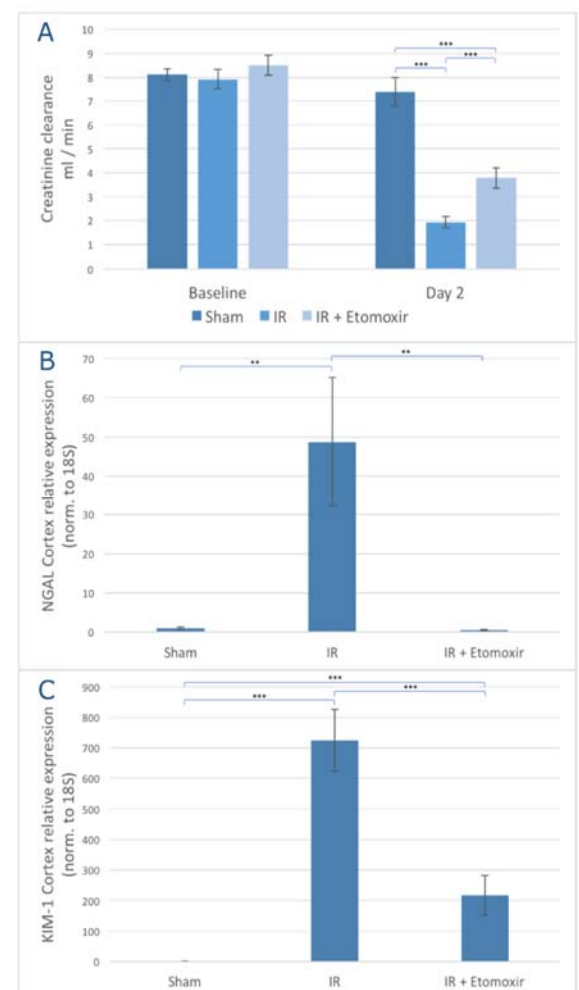 A
Creatinine clearance
ml / min
10
9
8
7
6
5
4
3
2
1
0
***
***
***
Baseline
Day 2
Sham
IR
IR + Etomoxir
B
NGAL Cortex relative expression
(norm. to 18S)
70
60
50
40
30
20
10
0
**
**
Sham
IR
IR + Etomoxir
C
KIM-1 Cortex relative expression
(norm. to 18S)
900
800
700
600
500
400
300
200
100
0
***
***
***
Sham
IR
IR + Etomoxir